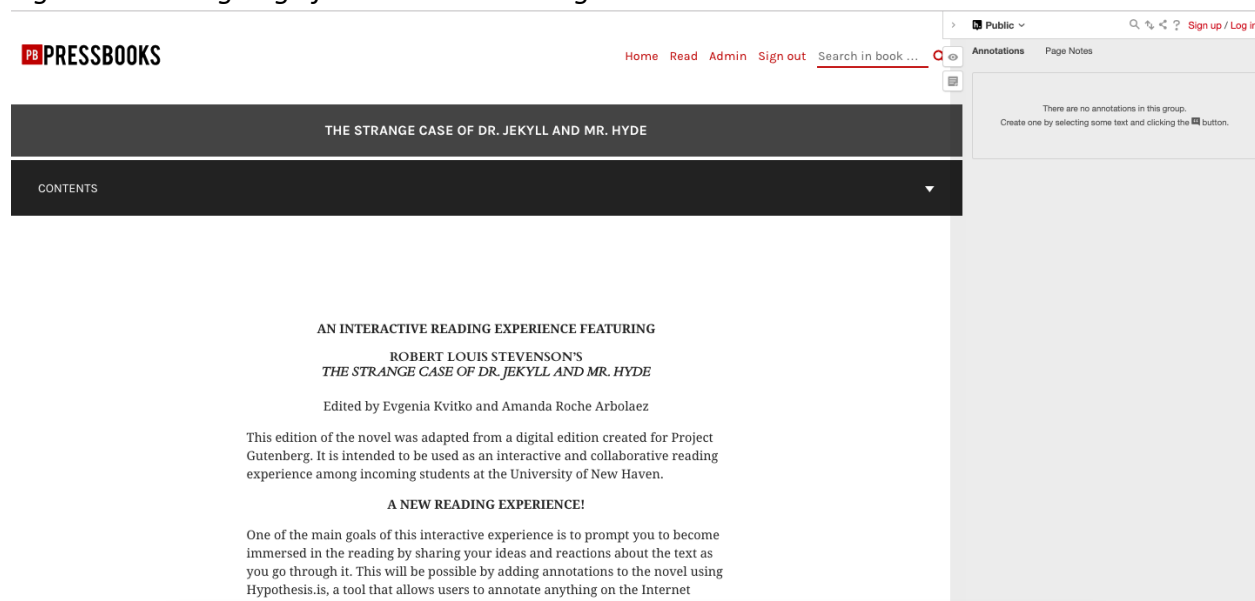 PB PRESSBOOKS
Home Read Admin Sign out Search in book ...
THE STRANGE CASE OF DR. JEKYLL AND MR. HYDE
CONTENTS
AN INTERACTIVE READING EXPERIENCE FEATURING
ROBERT LOUIS STEVENSON'S
THE STRANGE CASE OF DR. JEKYLL AND MR. HYDE
Edited by Evgenia Kvitko and Amanda Roche Arbolaez
This edition of the novel was adapted from a digital edition created for Project
Gutenberg. It is intended to be used as an interactive and collaborative reading
experience among incoming students at the University of New Haven.
A NEW READING EXPERIENCE!
One of the main goals of this interactive experience is to prompt you to become
immersed in the reading by sharing your ideas and reactions about the text as
you go through it. This will be possible by adding annotations to the novel using
Hypothesis.is, a tool that allows users to annotate anything on the Internet
h. Public
? Sign up / Log in
Annotations Page Notes
There are no annotations in this group.
Create one by selecting some text and clicking the button.